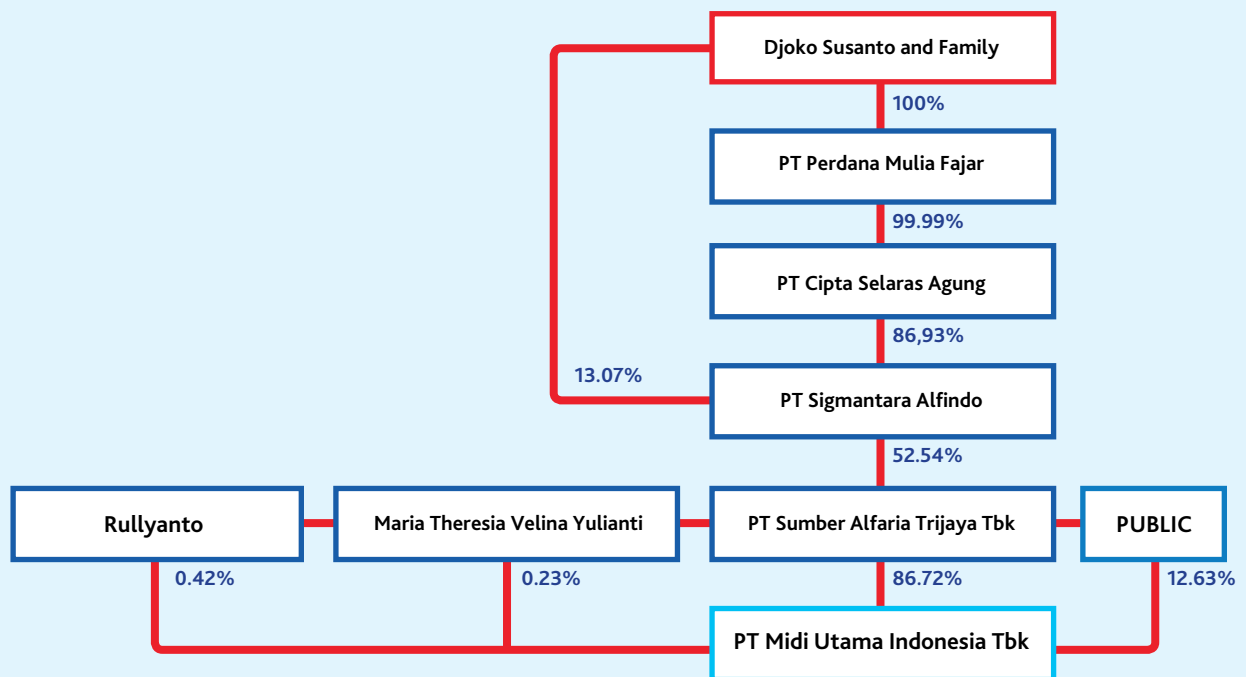 Djoko Susanto and Family
100%
PT Perdana Mulia Fajar
99.99%
PT Cipta Selaras Agung
86,93%
13.07%
PT Sigmantara Alfindo
52.54%
Rullyanto
Maria Theresia Velina Yulianti
PT Sumber Alfaria Trijaya Tbk
PUBLIC
0.42%
0.23%
86.72%
12.63%
PT Midi Utama Indonesia Tbk